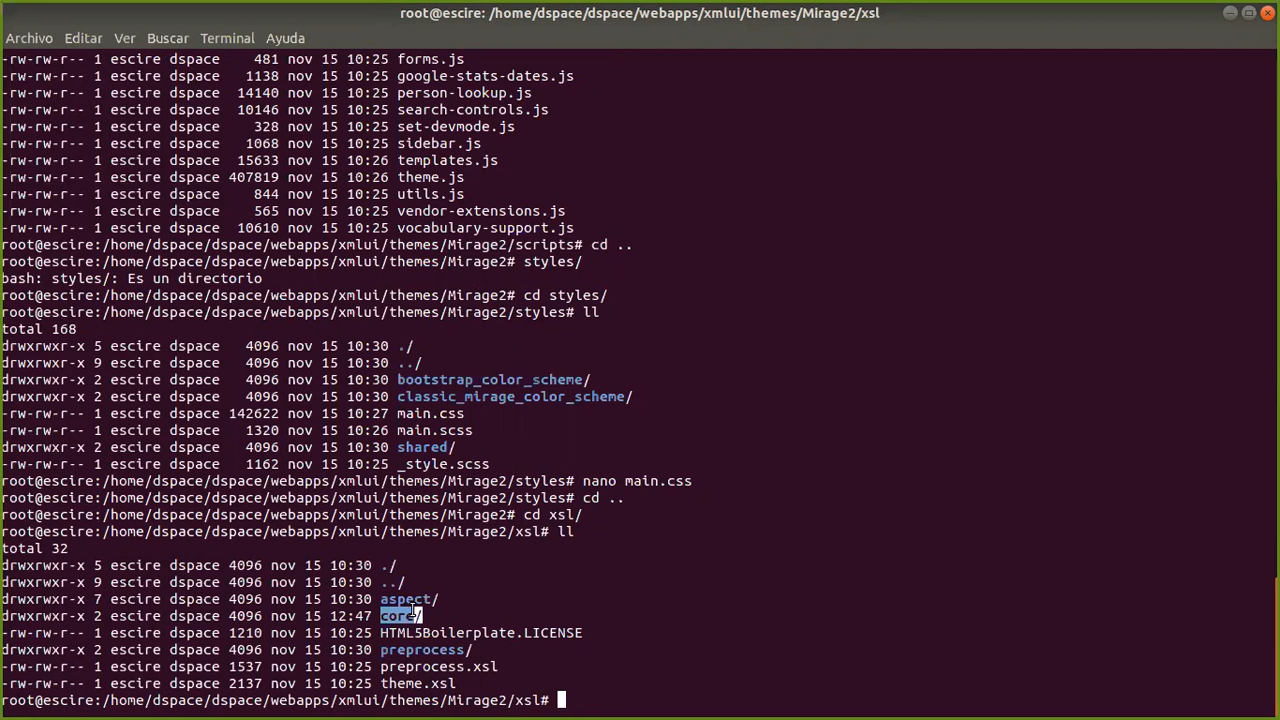 root@escire: /home/dspace/dspace/webapps/xmlui/themes/Mirage2/xsl
Archivo Editar Ver Buscar Terminal Ayuda
-rw-rw-r-- 1 escire dspace 481 nov 15 10:25 forms.js
-rw-rw-r-- 1 escire dspace 1138 nov 15 10:25 google-stats-dates.js
-rw-rw-r-- 1 escire dspace 14140 nov 15 10:25 person-lookup.js
-rw-rw-r-- 1 escire dspace 10146 nov 15 10:25 search-controls.js
-rw-rw-r-- 1 escire dspace 328 nov 15 10:25 set-devmode.js
-rw-rw-r-- 1 escire dspace 1068 nov 15 10:25 sidebar.js
-rw-rw-r-- 1 escire dspace 15633 nov 15 10:26 templates.js
-rw-rw-r-- 1 escire dspace 407819 nov 15 10:26 theme.js
-rw-rw-r-- 1 escire dspace 844 nov 15 10:25 utils.js
-rw-rw-r-- 1 escire dspace 565 nov 15 10:25 vendor-extensions.js
-rw-rw-r-- 1 escire dspace 10610 nov 15 10:25 vocabulary-support.js
root@escire:/home/dspace/dspace/webapps/xmlui/themes/Mirage2/scripts# cd ..
root@escire:/home/dspace/dspace/webapps/xmlui/themes/Mirage2# styles/
bash: styles/: Es un directorio
root@escire:/home/dspace/dspace/webapps/xmlui/themes/Mirage2# cd styles/
root@escire:/home/dspace/dspace/webapps/xmlui/themes/Mirage2/styles# ll
total 168
drwxrwxr-x 5 escire dspace 4096 nov 15 10:30 ./
drwxrwxr-x 9 escire dspace 4096 nov 15 10:30 ../
drwxrwxr-x 2 escire dspace 4096 nov 15 10:30 bootstrap_color_scheme/
drwxrwxr-x 2 escire dspace 4096 nov 15 10:30 classic_mirage_color_scheme/
-rw-rw-r-- 1 escire dspace 142622 nov 15 10:27 main.css
-rw-rw-r-- 1 escire dspace 1320 nov 15 10:26 main.scss
drwxrwxr-x 2 escire dspace 4096 nov 15 10:30 shared/
-rw-rw-r-- 1 escire dspace 1162 nov 15 10:25 _style.scss
root@escire:/home/dspace/dspace/webapps/xmlui/themes/Mirage2/styles# nano main.css
root@escire:/home/dspace/dspace/webapps/xmlui/themes/Mirage2/styles# cd ..
root@escire:/home/dspace/dspace/webapps/xmlui/themes/Mirage2# cd xsl/
root@escire:/home/dspace/dspace/webapps/xmlui/themes/Mirage2/xsl# ll
total 32
drwxrwxr-x 5 escire dspace 4096 nov 15 10:30 ./
drwxrwxr-x 9 escire dspace 4096 nov 15 10:30 ../
drwxrwxr-x 7 escire dspace 4096 nov 15 10:30 aspect/
drwxrwxr-x 2 escire dspace 4096 nov 15 12:47 core/
-rw-rw-r-- 1 escire dspace 1210 nov 15 10:25 HTML5Boilerplate.LICENSE
drwxrwxr-x 2 escire dspace 4096 nov 15 10:30 preprocess/
-rw-rw-r-- 1 escire dspace 1537 nov 15 10:25 preprocess.xsl
-rw-rw-r-- 1 escire dspace 2137 nov 15 10:25 theme.xsl
root@escire:/home/dspace/dspace/webapps/xmlui/themes/Mirage2/xsl#